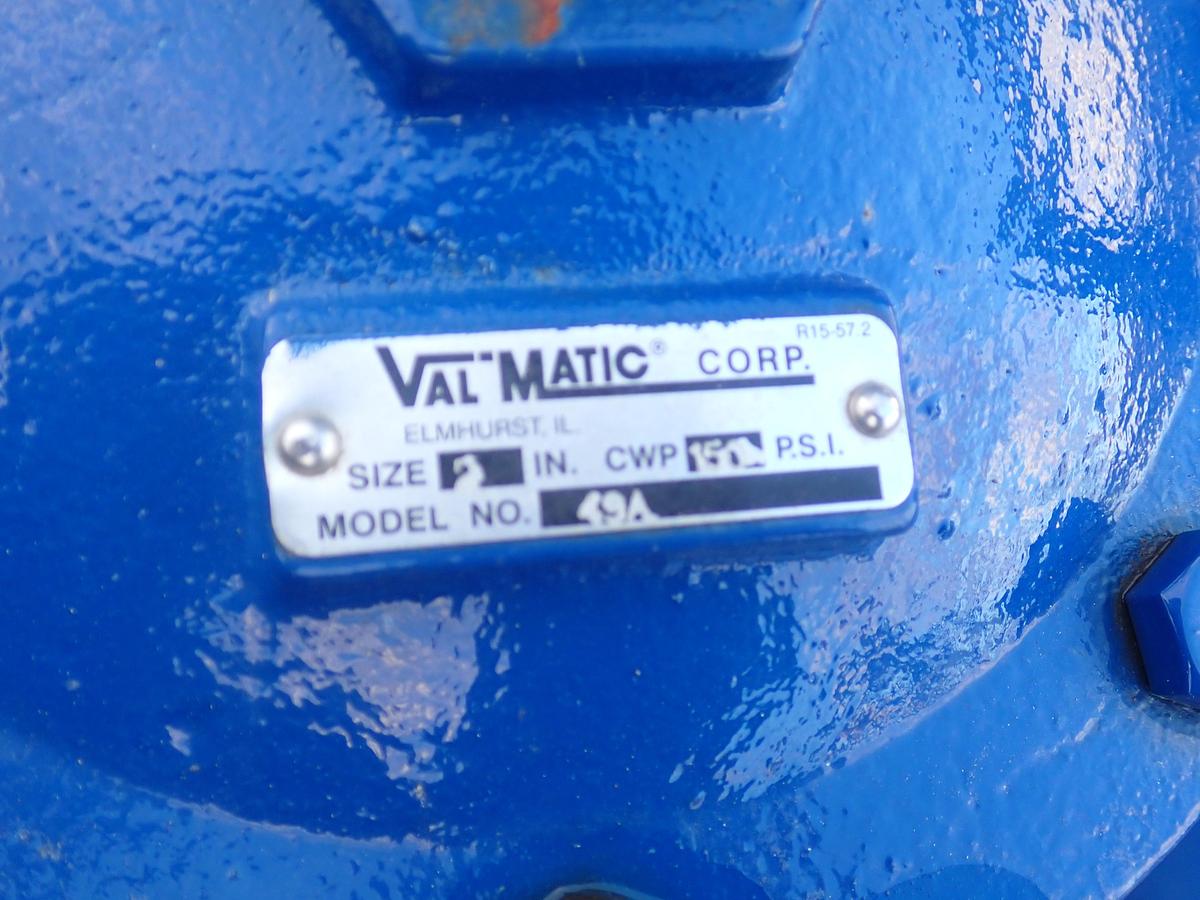 R15-57.2
VAL MATIC® CORP.
ELMHURST, IL.
SIZE 2 IN. CWP 150 P.S.I.
MODEL NO. 49A